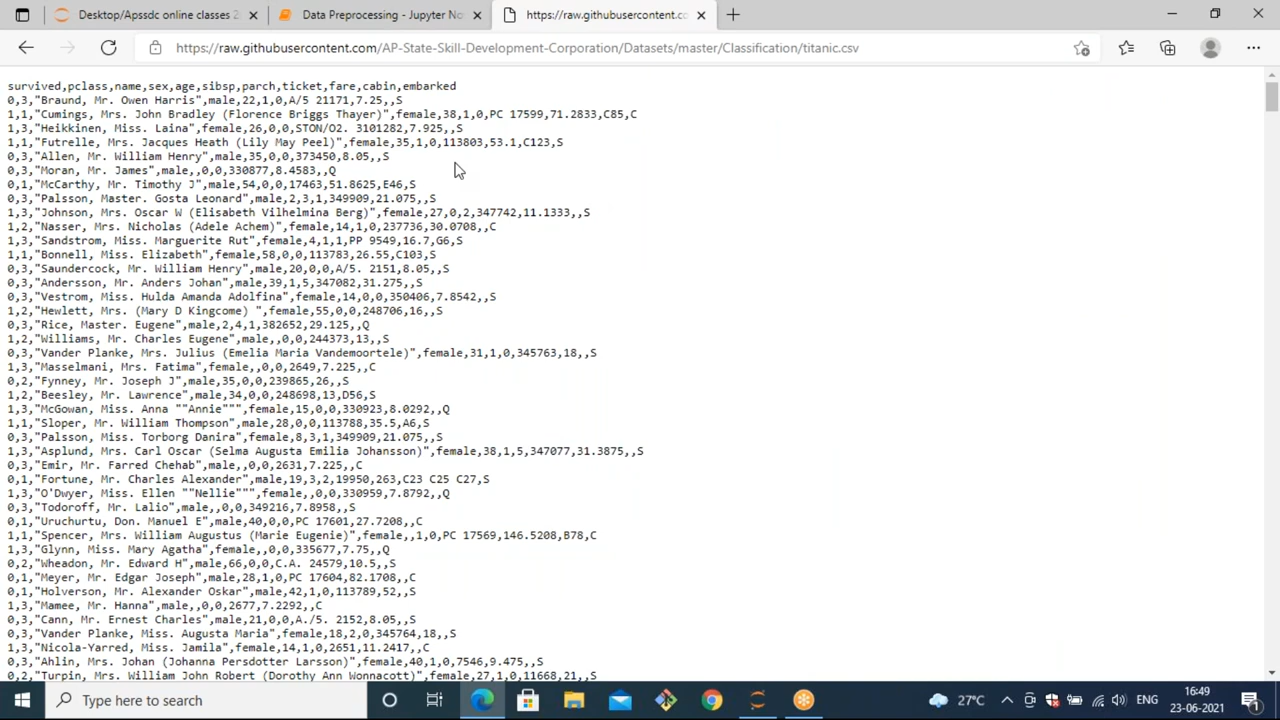 Desktop/Apssdc online classes 2
Data Preprocessing - Jupyter No
https://raw.githubusercontent.co
https://raw.githubusercontent.com/AP-State-Skill-Development-Corporation/Datasets/master/Classification/titanic.csv
survived,pclass,name,sex,age,sibsp,parch,ticket,fare,cabin,embarked
0,3,"Braund, Mr. Owen Harris",male,22,1,0,A/5 21171,7.25,,S
1,1,"Cumings, Mrs. John Bradley (Florence Briggs Thayer)",female,38,1,0,PC 17599,71.2833,C85,C
1,3,"Heikkinen, Miss. Laina",female,26,0,0,STON/O2. 3101282,7.925,,S
1,1,"Futrelle, Mrs. Jacques Heath (Lily May Peel)",female,35,1,0,113803,53.1,C123,S
0,3,"Allen, Mr. William Henry",male,35,0,0,373450,8.05,,S
0,3,"Moran, Mr. James",male,,0,0,330877,8.4583,,Q
0,1,"McCarthy, Mr. Timothy J",male,54,0,0,17463,51.8625,E46,S
0,3,"Palsson, Master. Gosta Leonard",male,2,3,1,349909,21.075,,S
1,3,"Johnson, Mrs. Oscar W (Elisabeth Vilhelmina Berg)",female,27,0,2,347742,11.1333,,S
1,2,"Nasser, Mrs. Nicholas (Adele Achem)",female,14,1,0,237736,30.0708,,C
1,3,"Sandstrom, Miss. Marguerite Rut",female,4,1,1,PP 9549,16.7,G6,S
1,1,"Bonnell, Miss. Elizabeth",female,58,0,0,113783,26.55,C103,S
0,3,"Saundercock, Mr. William Henry",male,20,0,0,A/5. 2151,8.05,,S
0,3,"Andersson, Mr. Anders Johan",male,39,1,5,347082,31.275,,S
0,3,"Vestrom, Miss. Hulda Amanda Adolfina",female,14,0,0,350406,7.8542,,S
1,2,"Hewlett, Mrs. (Mary D Kingcome) ",female,55,0,0,248706,16,,S
0,3,"Rice, Master. Eugene",male,2,4,1,382652,29.125,,Q
1,2,"Williams, Mr. Charles Eugene",male,,0,0,244373,13,,S
0,3,"Vander Planke, Mrs. Julius (Emelia Maria Vandemoortele)",female,31,1,0,345763,18,,S
1,3,"Masselmani, Mrs. Fatima",female,,0,0,2649,7.225,,C
0,2,"Fynney, Mr. Joseph J",male,35,0,0,239865,26,,S
1,2,"Beesley, Mr. Lawrence",male,34,0,0,248698,13,D56,S
1,3,"McGowan, Miss. Anna ""Annie""",female,15,0,0,330923,8.0292,,Q
1,1,"Sloper, Mr. William Thompson",male,28,0,0,113788,35.5,A6,S
0,3,"Palsson, Miss. Torborg Danira",female,8,3,1,349909,21.075,,S
1,3,"Asplund, Mrs. Carl Oscar (Selma Augusta Emilia Johansson)",female,38,1,5,347077,31.3875,,S
0,3,"Emir, Mr. Farred Chehab",male,,0,0,2631,7.225,,C
0,1,"Fortune, Mr. Charles Alexander",male,19,3,2,19950,263,C23 C25 C27,S
1,3,"O'Dwyer, Miss. Ellen ""Nellie""",female,,0,0,330959,7.8792,,Q
0,3,"Todoroff, Mr. Lalio",male,,0,0,349216,7.8958,,S
0,1,"Uruchurtu, Don. Manuel E",male,40,0,0,PC 17601,27.7208,,C
1,1,"Spencer, Mrs. William Augustus (Marie Eugenie)",female,,1,0,PC 17569,146.5208,B78,C
1,3,"Glynn, Miss. Mary Agatha",female,,0,0,335677,7.75,,Q
0,2,"Wheadon, Mr. Edward H",male,66,0,0,C.A. 24579,10.5,,S
0,1,"Meyer, Mr. Edgar Joseph",male,28,1,0,PC 17604,82.1708,,C
0,1,"Holverson, Mr. Alexander Oskar",male,42,1,0,113789,52,,S
1,3,"Mamee, Mr. Hanna",male,,0,0,2677,7.2292,,C
0,3,"Cann, Mr. Ernest Charles",male,21,0,0,A./5. 2152,8.05,,S
0,3,"Vander Planke, Miss. Augusta Maria",female,18,2,0,345764,18,,S
1,3,"Nicola-Yarred, Miss. Jamila",female,14,1,0,2651,11.2417,,C
0,3,"Ahlin, Mrs. Johan (Johanna Persdotter Larsson)",female,40,1,0,7546,9.475,,S
0,2,"Turpin, Mrs. William John Robert (Dorothy Ann Wonnacott)",female,27,1,0,11668,21,,S
Type here to search
27°C
ENG
16:49
23-06-2021
1